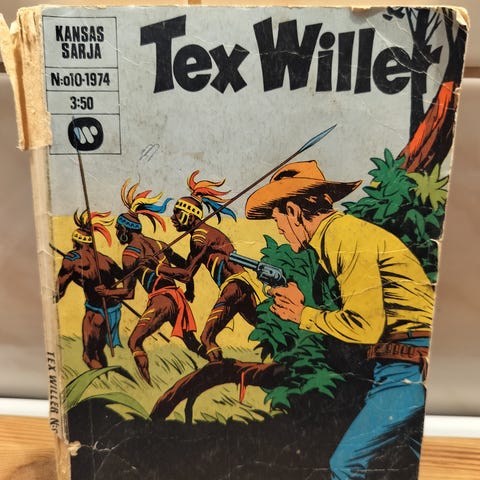 KANSAS
SARJA
N:o10-1974
3:50
Tex Willer
TEX WILLER